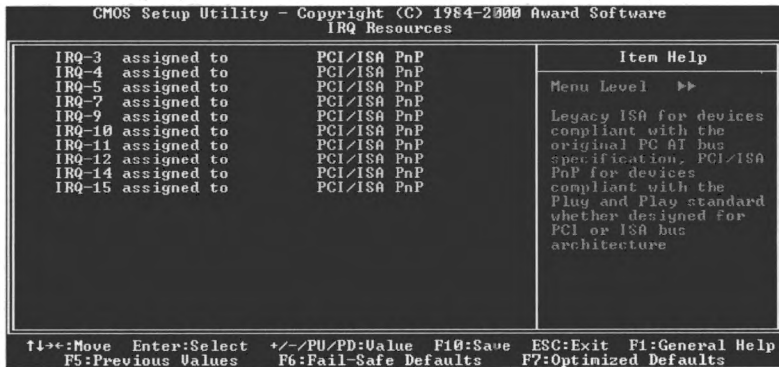 CMOS Setup Utility - Copyright (C) 1984-2000 Award Software
IRQ Resources
IRQ-3 assigned to PCI/ISA PnP
IRQ-4 assigned to PCI/ISA PnP
IRQ-5 assigned to PCI/ISA PnP
IRQ-7 assigned to PCI/ISA PnP
IRQ-9 assigned to PCI/ISA PnP
IRQ-10 assigned to PCI/ISA PnP
IRQ-11 assigned to PCI/ISA PnP
IRQ-12 assigned to PCI/ISA PnP
IRQ-14 assigned to PCI/ISA PnP
IRQ-15 assigned to PCI/ISA PnP
Item Help
Menu Level ▶▶
Legacy ISA for devices
compliant with the
original PC AT bus
specification, PCI/ISA
PnP for devices
compliant with the
Plug and Play standard
whether designed for
PCI or ISA bus
architecture
↑↓→←:Move Enter:Select +/-/PU/PD:Value F10:Save ESC:Exit F1:General Help
F5:Previous Values F6:Fail-Safe Defaults F7:Optimized Defaults